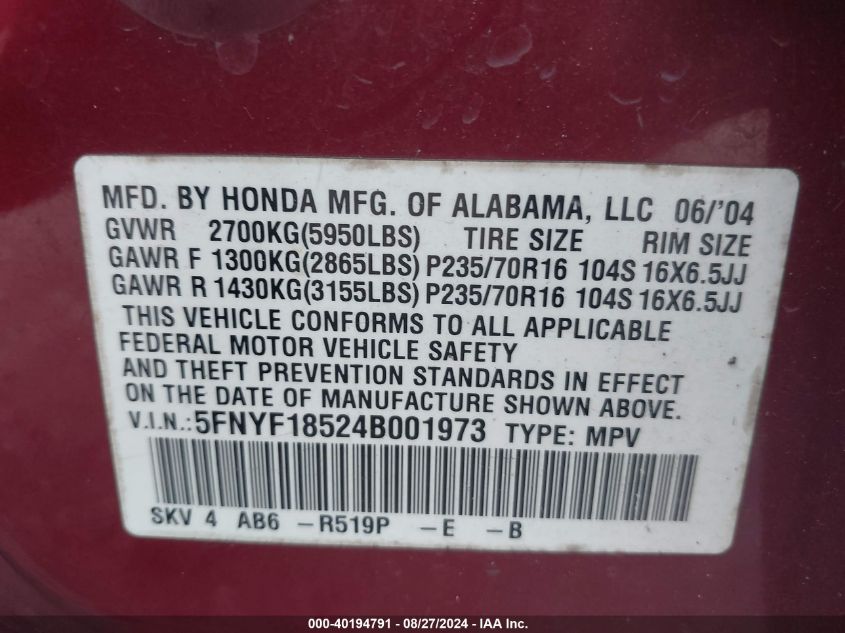 MFD. BY HONDA MFG. OF ALABAMA, LLC 06/'04
GVWR 2700KG(5950LBS) TIRE SIZE RIM SIZE
GAWR F 1300KG(2865LBS) P235/70R16 104S 16X6.5JJ
GAWR R 1430KG(3155LBS) P235/70R16 104S 16X6.5JJ
THIS VEHICLE CONFORMS TO ALL APPLICABLE
FEDERAL MOTOR VEHICLE SAFETY
AND THEFT PREVENTION STANDARDS IN EFFECT
ON THE DATE OF MANUFACTURE SHOWN ABOVE.
V.I.N.:5FNYF18524B001973 TYPE: MPV
SKV 4 AB6 -R519P -E -B
000-40194791 - 08/27/2024 - IAA Inc.